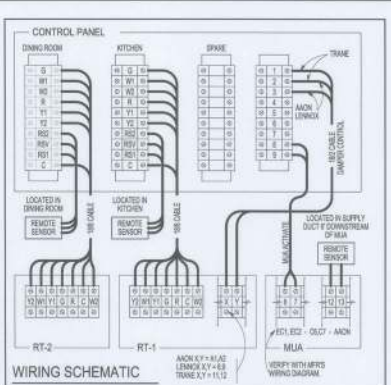 CONTROL PANEL
DINING ROOM
KITCHEN
SPARE
TRANE
G
W1
W2
R
Y1
Y2
RS2
RSV
RS1
C
G
W1
W2
R
Y1
Y2
RS2
RSV
RS1
C
1
2
3
4
5
6
7
8
9
AAON
LENNOX
18/2 CABLE
DAMPER CONTROL
LOCATED IN
DINING ROOM
REMOTE
SENSOR
18/8 CABLE
LOCATED IN
KITCHEN
REMOTE
SENSOR
18/8 CABLE
MUA ACTIVATE
LOCATED IN SUPPLY
DUCT 6' DOWNSTREAM
OF MUA
REMOTE
SENSOR
Y2 W1 Y1 G R C W2
Y2 W1 Y1 G R C W2
X Y
6 7
12 13
RT-2
RT-1
MUA
EC1, EC2 - OILC7 - AAON
WIRING SCHEMATIC
AAON X,Y = A1,A2
LENNOX X,Y = 6,8
TRANE X,Y = 11,12
VERIFY WITH MFR'S
WIRING DIAGRAM.